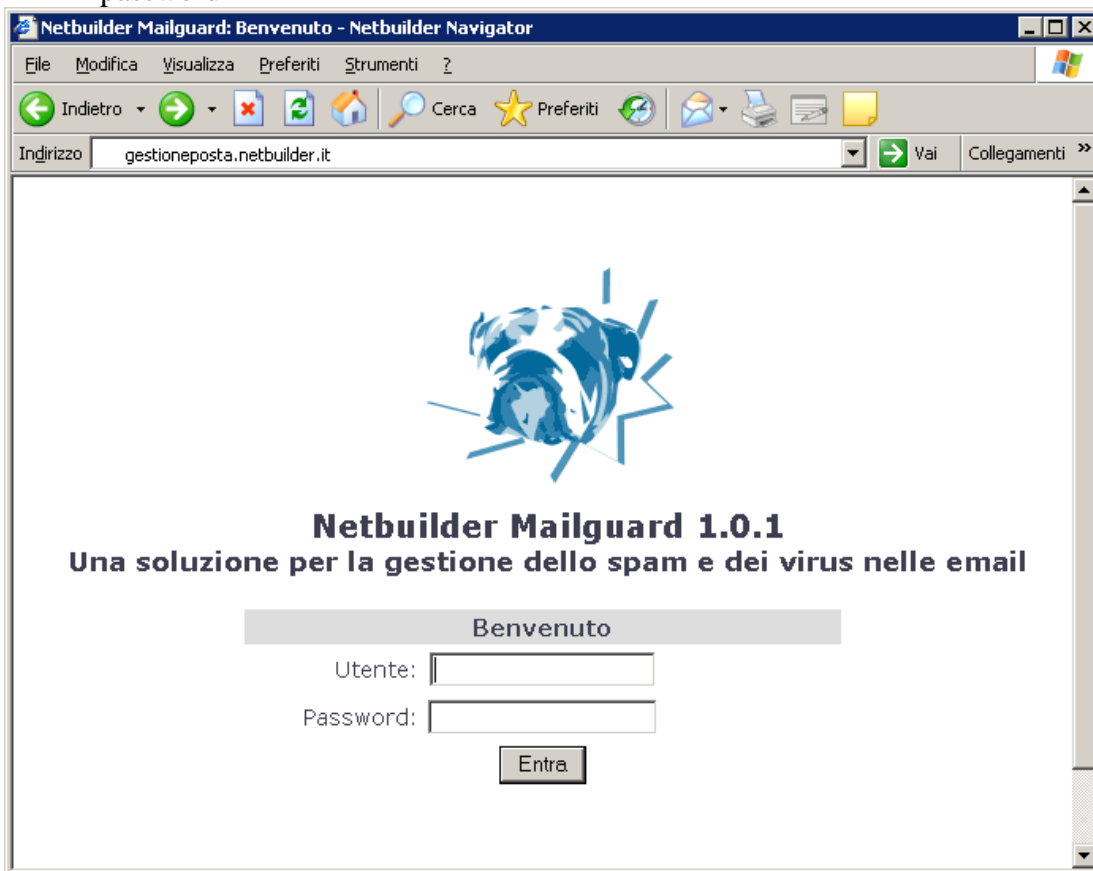 password
Netbuilder Mailguard: Benvenuto - Netbuilder Navigator
File Modifica Visualizza Preferiti Strumenti ?
Indietro Cerca Preferiti
Indirizzo gestioneposta.netbuilder.it Vai Collegamenti »
Netbuilder Mailguard 1.0.1
Una soluzione per la gestione dello spam e dei virus nelle email
Benvenuto
Utente:
Password:
Entra